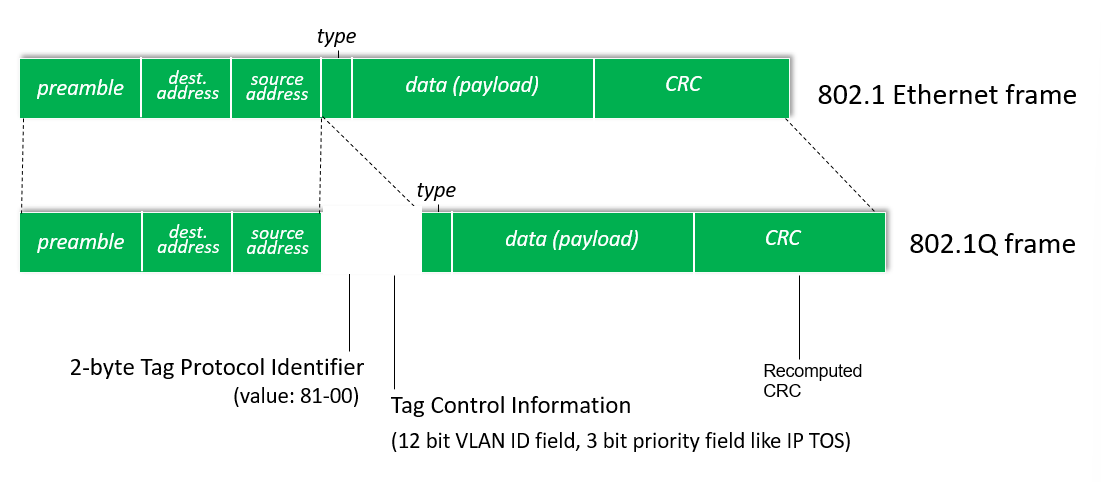 type
preamble
dest.
address
source
address
data (payload)
CRC
802.1 Ethernet frame
type
preamble
dest.
address
source
address
data (payload)
CRC
802.1Q frame
2-byte Tag Protocol Identifier
(value: 81-00)
Tag Control Information
(12 bit VLAN ID field, 3 bit priority field like IP TOS)
Recomputed
CRC